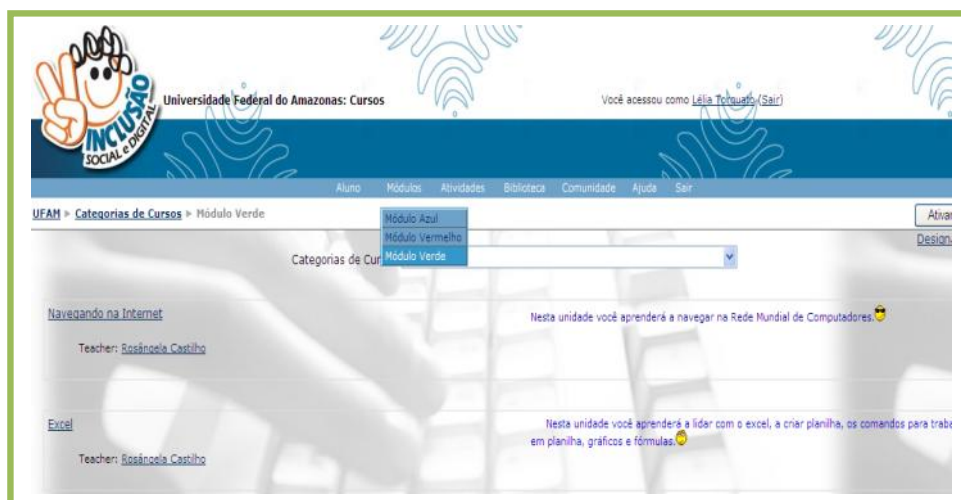 INCLUSÃO
SOCIAL e DIGITAL
Universidade Federal do Amazonas: Cursos
Você acessou como Lélia Torquato (Sair)
Aluno Módulos Atividades Biblioteca Comunidade Ajuda Sair
UFAM ► Categorias de Cursos ► Módulo Verde
Ativar
Módulo Azul
Módulo Vermelho
Módulo Verde
Designa
Categorias de Cur
Navegando na Internet
Nesta unidade você aprenderá a navegar na Rede Mundial de Computadores.
Teacher: Rosângela Castilho
Excel
Nesta unidade você aprenderá a lidar com o excel, a criar planilha, os comandos para traba
em planilha, gráficos e fórmulas.
Teacher: Rosângela Castilho